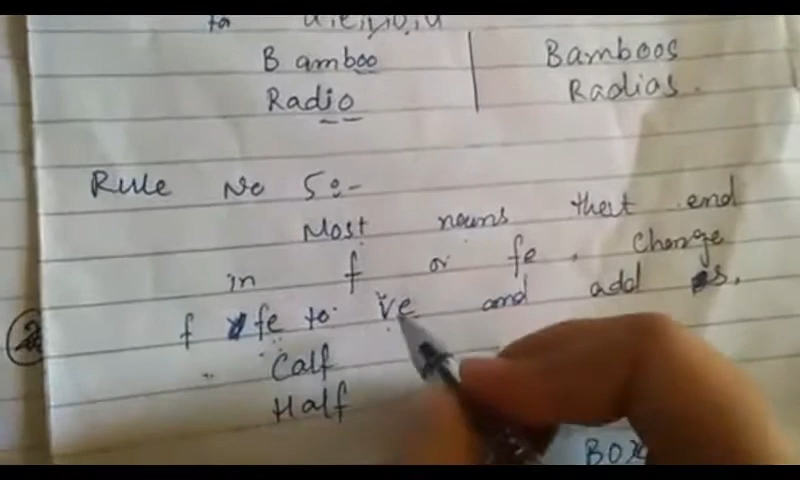 to a,e,i,o,u
Bamboo | Bamboos
Radio | Radios.
Rule No 5:-
Most nouns that end
in f or fe, change
f fe to ve and add s.
Calf
Half
Box